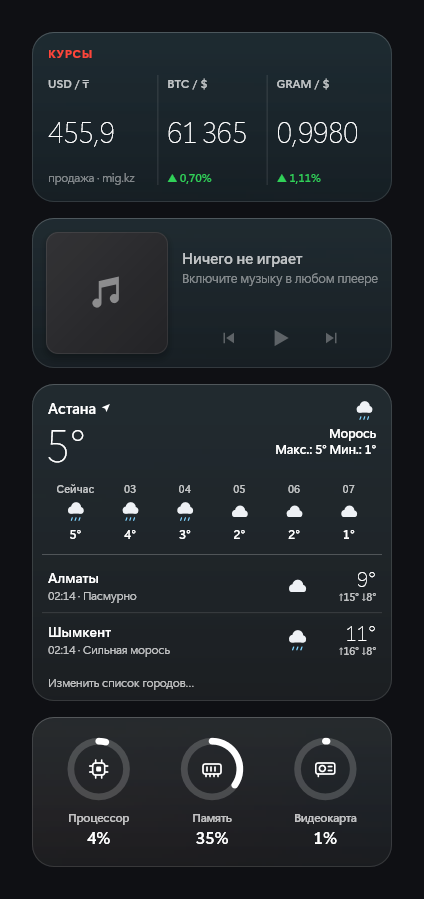 КУРСЫ
USD / ₸ BTC / $ GRAM / $
455,9 61 365 0,9980
продажа · mig.kz ▲ 0,70% ▲ 1,11%
Ничего не играет
Включите музыку в любом плеере
Астана
5°
Морось
Макс.: 5° Мин.: 1°
Сейчас 03 04 05 06 07
5° 4° 3° 2° 2° 1°
Алматы 9°
02:14 · Пасмурно ↑15° ↓8°
Шымкент 11°
02:14 · Сильная морось ↑16° ↓8°
Изменить список городов...
Процессор Память Видеокарта
4% 35% 1%